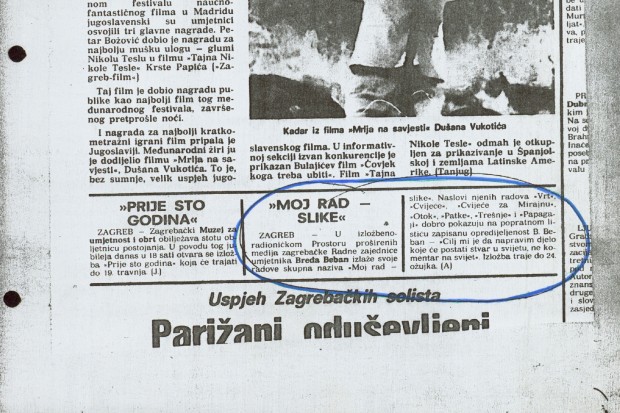 nom festivalu naučno-
fantastičnog filma u Madridu
jugoslavenski su umjetnici
osvojili tri glavne nagrade. Pe-
tar Božović dobio je nagradu za
najbolju mušku ulogu – glumi
Nikolu Teslu u filmu »Tajna Ni-
kole Tesle« Krste Papića (»Za-
greb-film«)
Taj film je dobio nagradu pu-
blike kao najbolji film tog me-
đunarodnog festivala, završe-
nog pretprošle noći.
I nagrada za najbolji kratko-
metražni igrani film pripala je
Jugoslaviji. Međunarodni žiri ju
je dodijelio filmu »Mrlja na sa-
vjesti«, Dušana Vukotića. To je,
bez sumnje, velik uspjeh jugo-
Kadar iz filma »Mrlja na savjesti« Dušana Vukotića
slavenskog filma. U informativ-
noj sekciji izvan konkurencije je
prikazan Bulajićev film »Čovjek
koga treba ubiti«. Film »Tajna
Nikole Tesle« odmah je otkup-
ljen za prikazivanje u Španjol-
skoj i zemljama Latinske Ame-
rike. (Tanjug)
»PRIJE STO
GODINA«
ZAGREB – Zagrebački Muzej za
umjetnost i obrt obilježava stotu ob-
ljetnicu postojanja. U povodu tog ju-
bileja danas u 18 sati otvara se izlož-
ba »Prije sto godina« koja će trajati
do 19. travnja. (J.)
»MOJ RAD –
SLIKE«
ZAGREB – U izložbeno-
radioničkom Prostoru proširenih
medija zagrebačke Radne zajednice
umjetnika Breda Beban izlaže svoje
radove skupna naziva »Moj rad –
slike«. Naslovi njenih radova »Vrt«,
»Cvijeće«, »Cvijeće za Mirajnu«,
»Otok«, »Patke«, »Trešnje« i »Papaga-
ji« dobro pokazuju na popratnom li-
stiću zapisanu opredijeljenost B. Be-
ban – »Cilj mi je da napravim djelo
koje će postati stvar u svijetu, ne ko-
mentar na svijet«. Izložba traje do 24.
ožujka. (A)
Uspjeh Zagrebačkih solista
Parižani oduševljeni